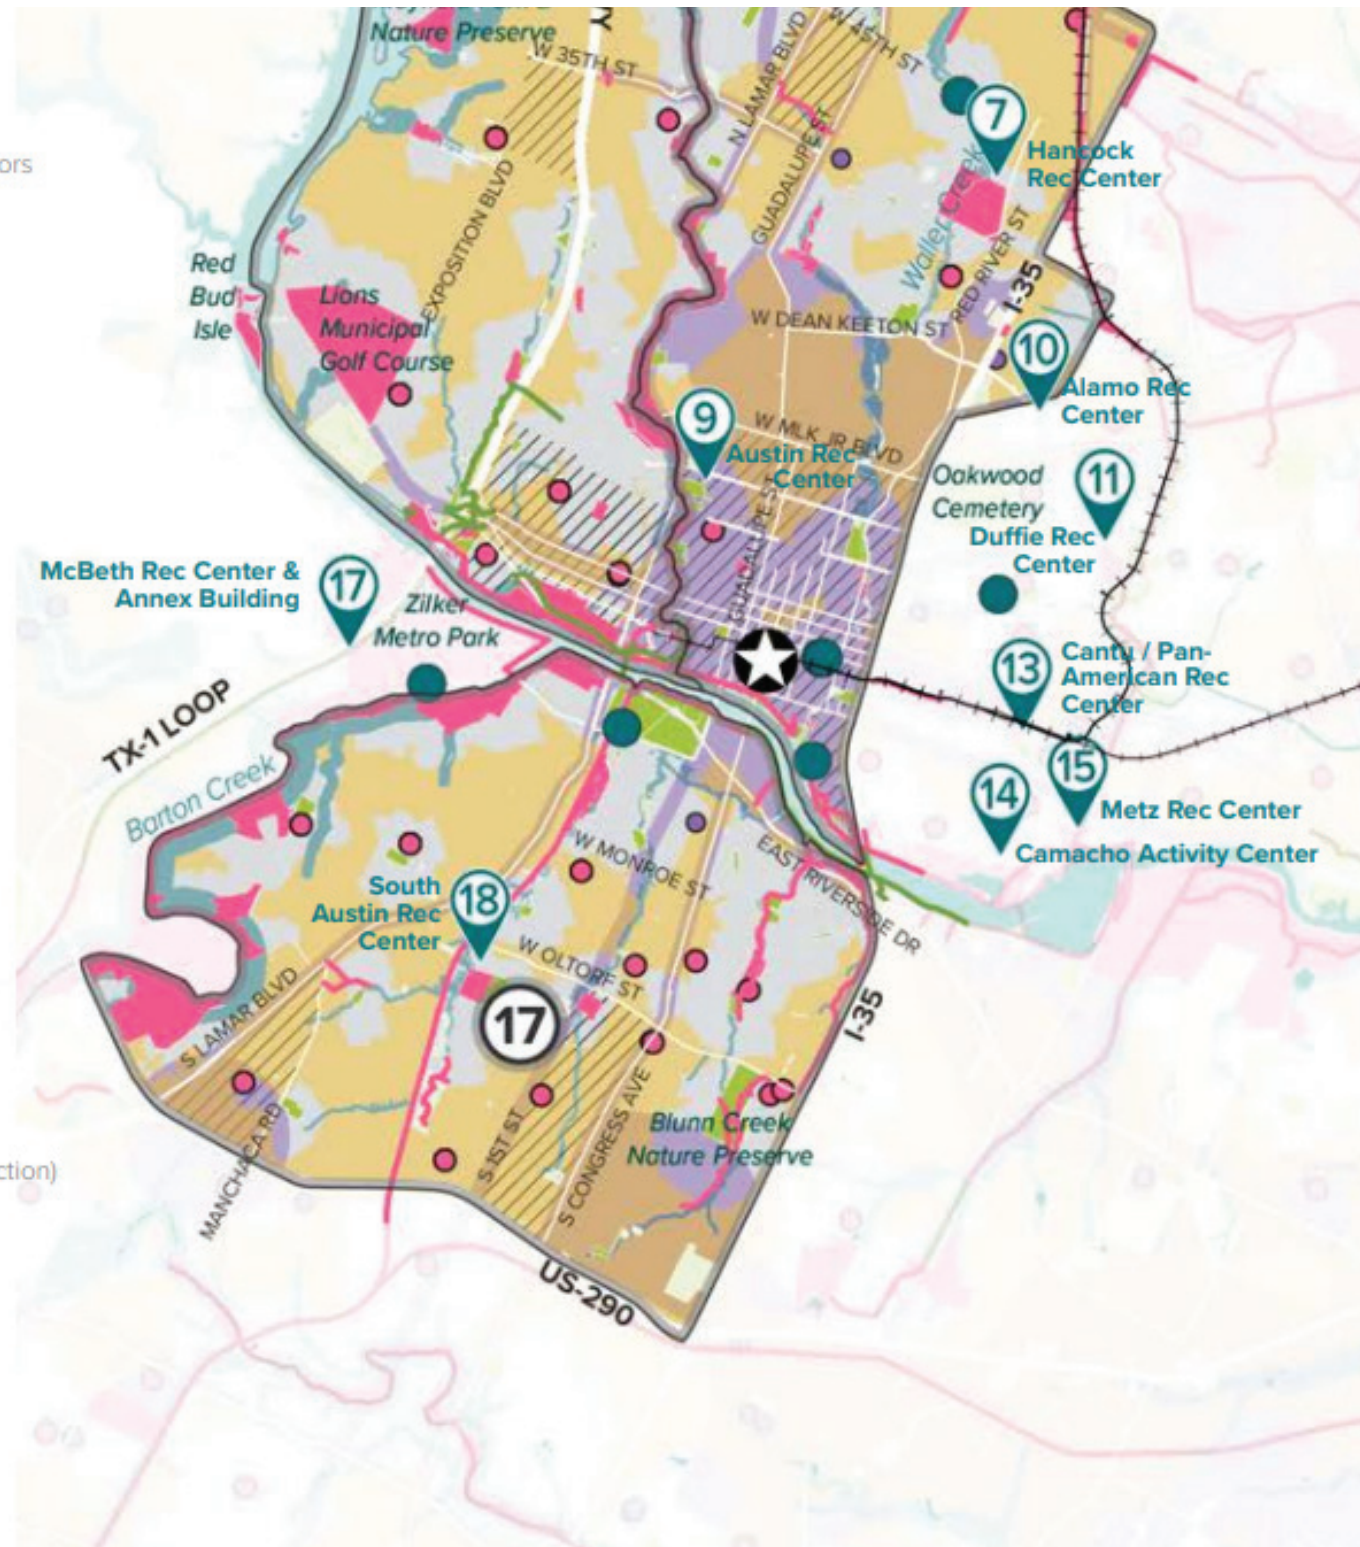 Nature Preserve
W 35TH ST
W 45TH ST
N LAMAR BLVD
GUADALUPE ST
ors
7
Hancock
Rec Center
Waller Creek
EXPOSITION BLVD
RED RIVER ST
I-35
Red
Bud
Isle
Lions
Municipal
Golf Course
W DEAN KEETON ST
10
Alamo Rec
Center
9
Austin Rec
Center
W MLK JR BLVD
GUADALUPE ST
Oakwood
Cemetery
11
Duffie Rec
Center
McBeth Rec Center &
Annex Building
17
Zilker
Metro Park
13
Cantu / Pan-
American Rec
Center
TX-1 LOOP
Barton Creek
14
15
Metz Rec Center
Camacho Activity Center
EAST RIVERSIDE DR
W MONROE ST
South
Austin Rec
Center
18
W OLTORF ST
17
S LAMAR BLVD
I-35
MANCHACA RD
S 1ST ST
S CONGRESS AVE
Blunn Creek
Nature Preserve
ction)
US-290